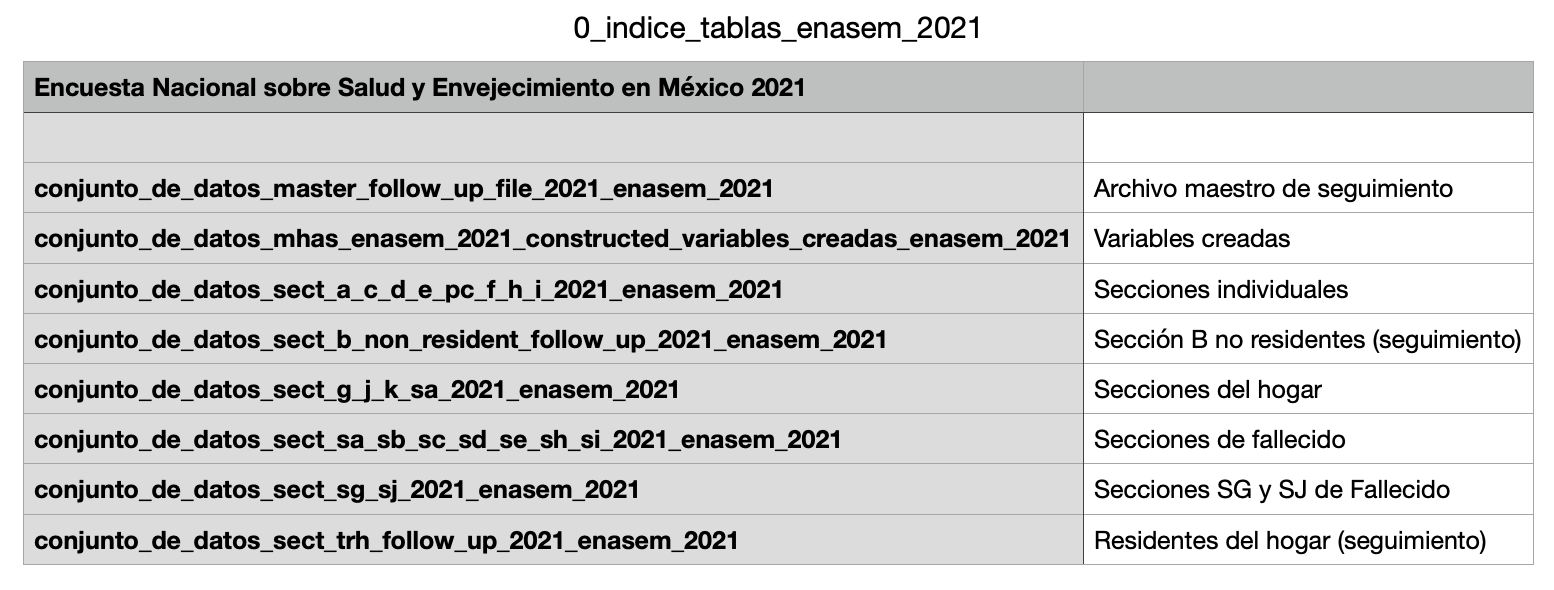 0_indice_tablas_enasem_2021
Encuesta Nacional sobre Salud y Envejecimiento en México 2021
conjunto_de_datos_master_follow_up_file_2021_enasem_2021 Archivo maestro de seguimiento
conjunto_de_datos_mhas_enasem_2021_constructed_variables_creadas_enasem_2021 Variables creadas
conjunto_de_datos_sect_a_c_d_e_pc_f_h_i_2021_enasem_2021 Secciones individuales
conjunto_de_datos_sect_b_non_resident_follow_up_2021_enasem_2021 Sección B no residentes (seguimiento)
conjunto_de_datos_sect_g_j_k_sa_2021_enasem_2021 Secciones del hogar
conjunto_de_datos_sect_sa_sb_sc_sd_se_sh_si_2021_enasem_2021 Secciones de fallecido
conjunto_de_datos_sect_sg_sj_2021_enasem_2021 Secciones SG y SJ de Fallecido
conjunto_de_datos_sect_trh_follow_up_2021_enasem_2021 Residentes del hogar (seguimiento)